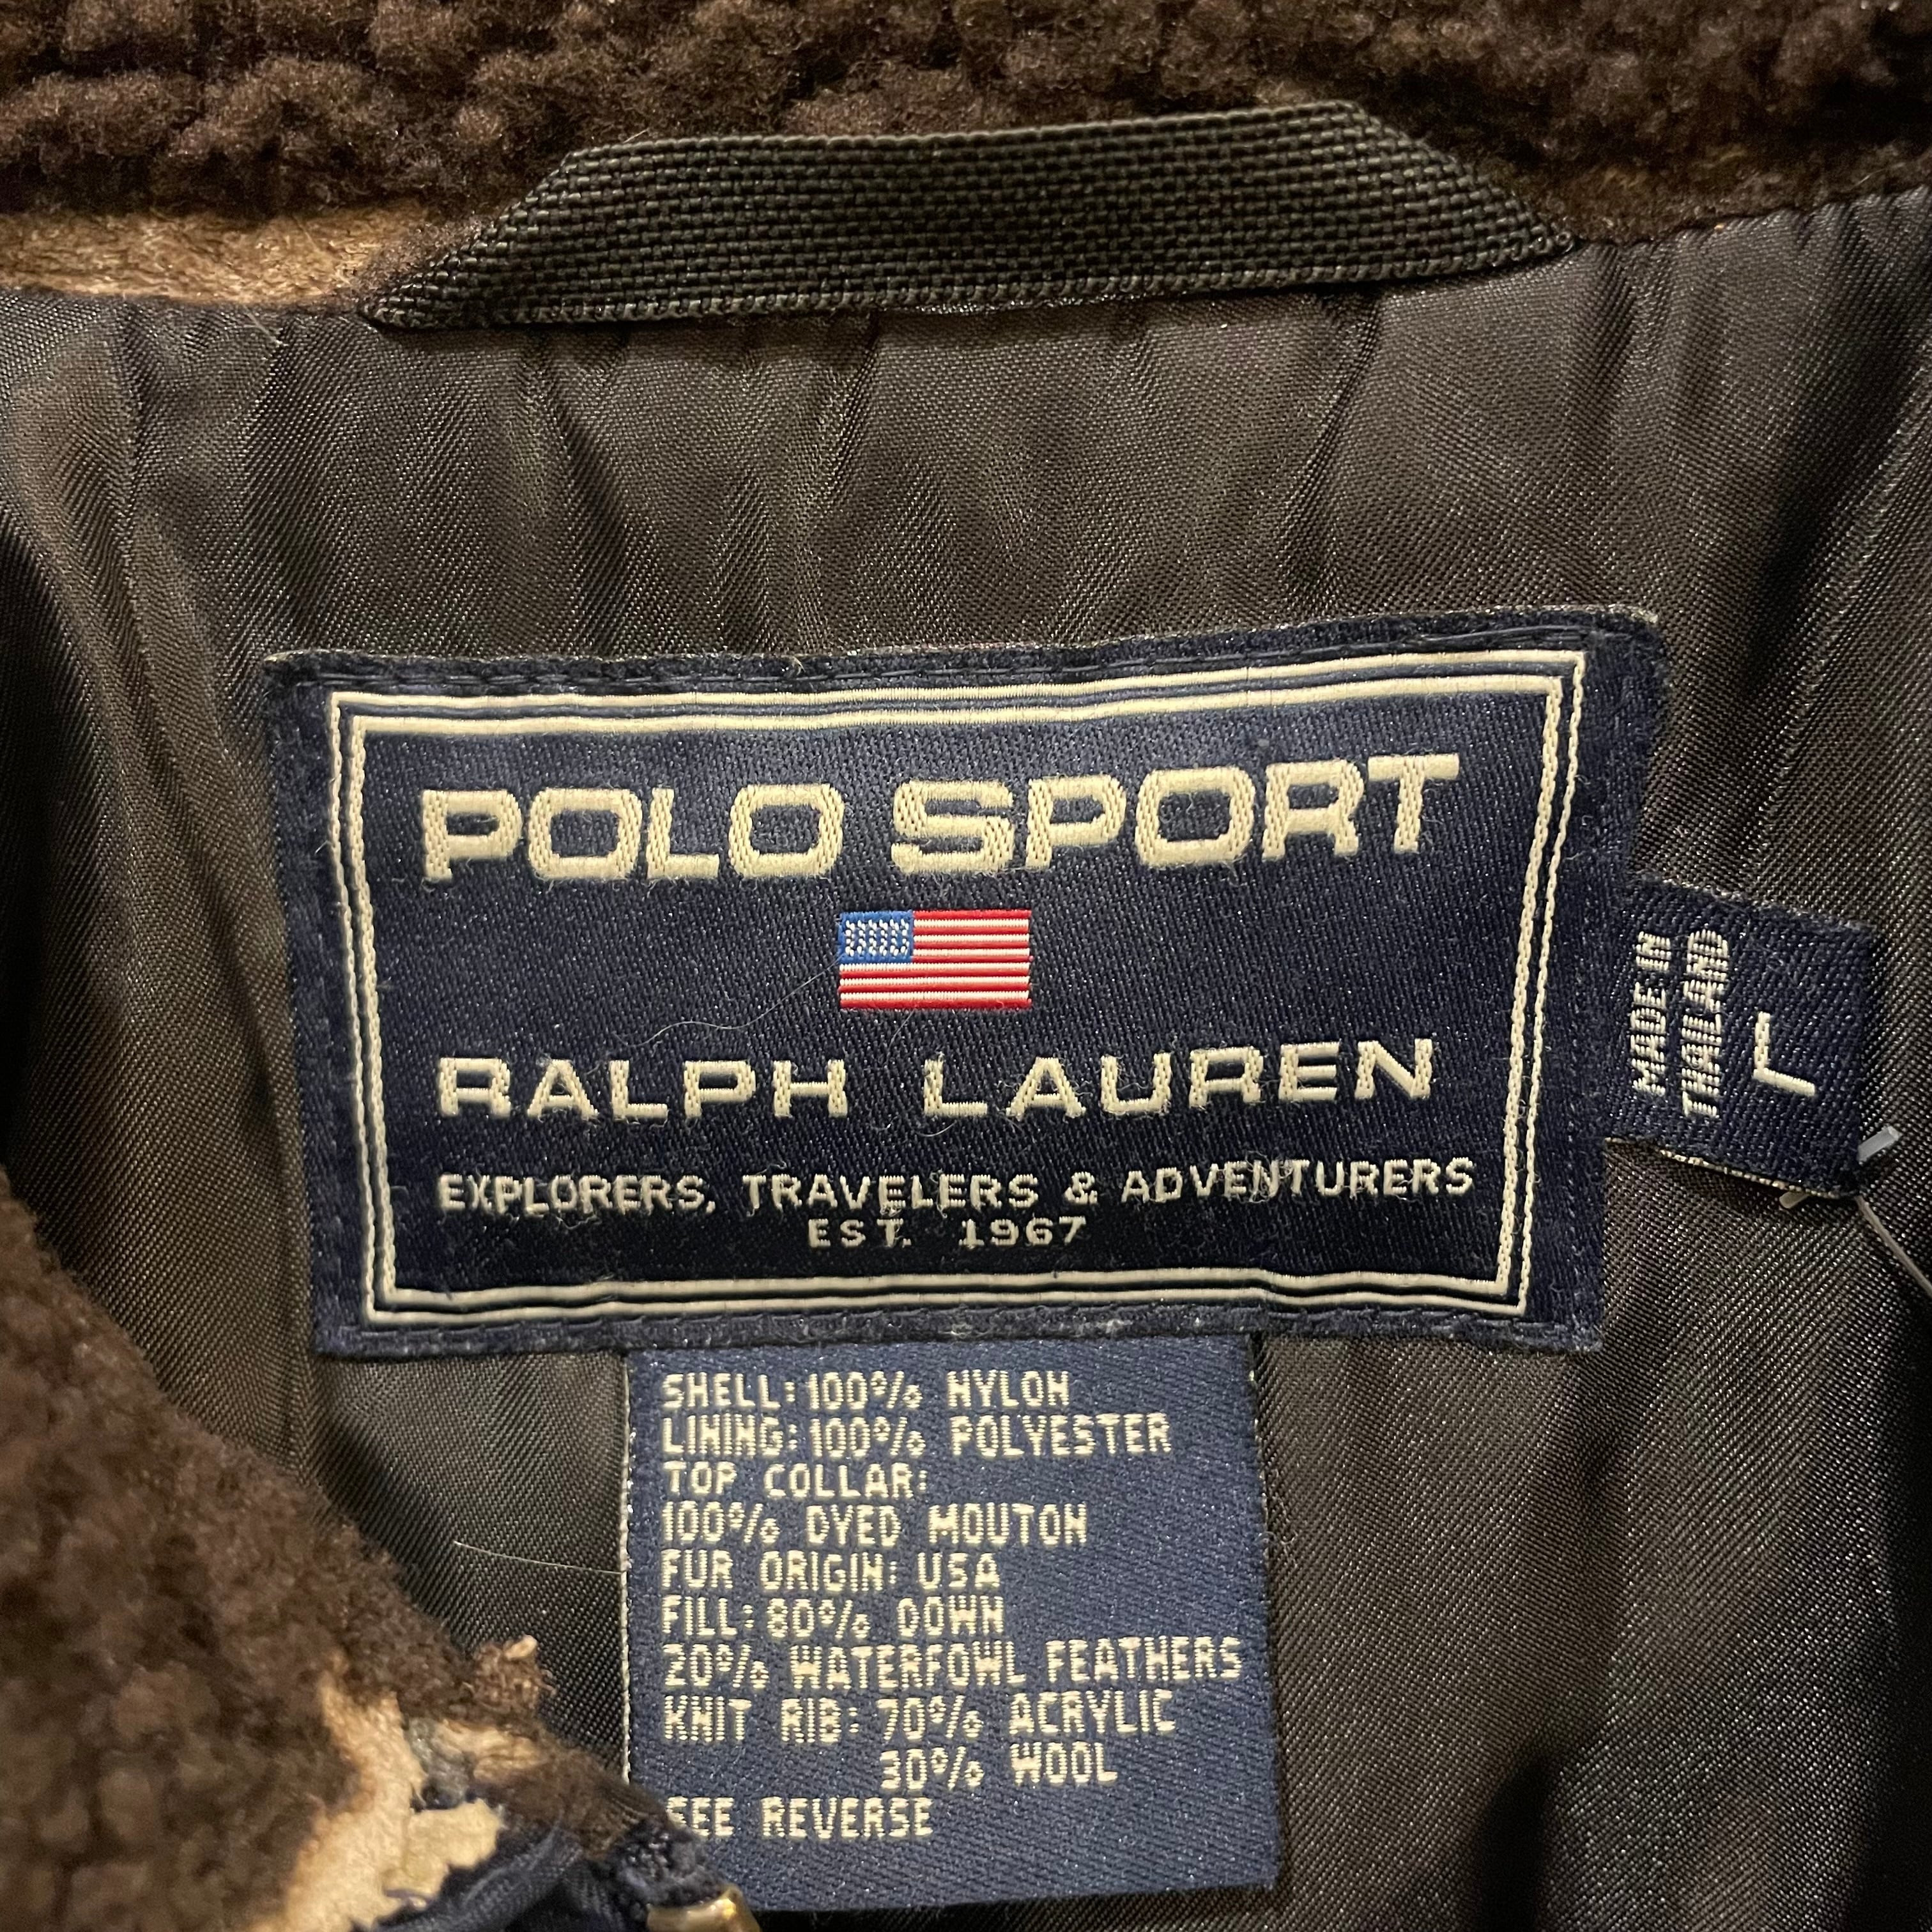 POLO SPORT
RALPH LAUREN
EXPLORERS, TRAVELERS & ADVENTURERS
EST. 1967
MADE IN
THAILAND
L
SHELL: 100% NYLON
LINING: 100% POLYESTER
TOP COLLAR:
100% DYED MOUTON
FUR ORIGIN: USA
FILL: 80% DOWN
20% WATERFOWL FEATHERS
KNIT RIB: 70% ACRYLIC
30% WOOL
SEE REVERSE